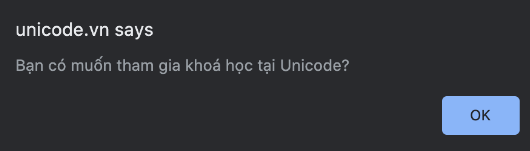 unicode.vn says
Bạn có muốn tham gia khoá học tại Unicode?
OK